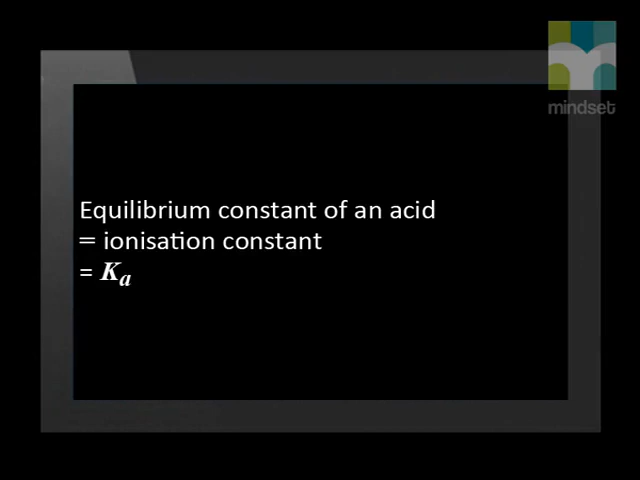 mindset
Equilibrium constant of an acid
= ionisation constant
= Kₐ